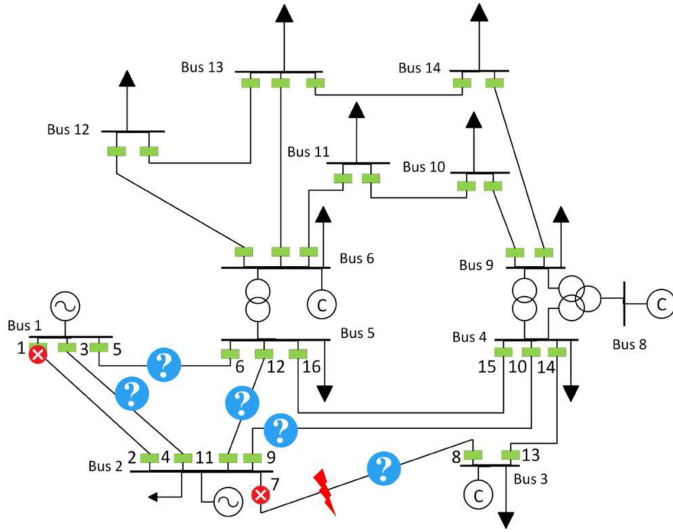 Bus 13
Bus 14
Bus 12
Bus 11
Bus 10
Bus 6
Bus 9
C
C
Bus 1
Bus 5
Bus 4
Bus 8
1 3 5
6 12 16
15 10 14
?
?
?
?
?
2 4 11 9
8 13
Bus 2
7
C
Bus 3